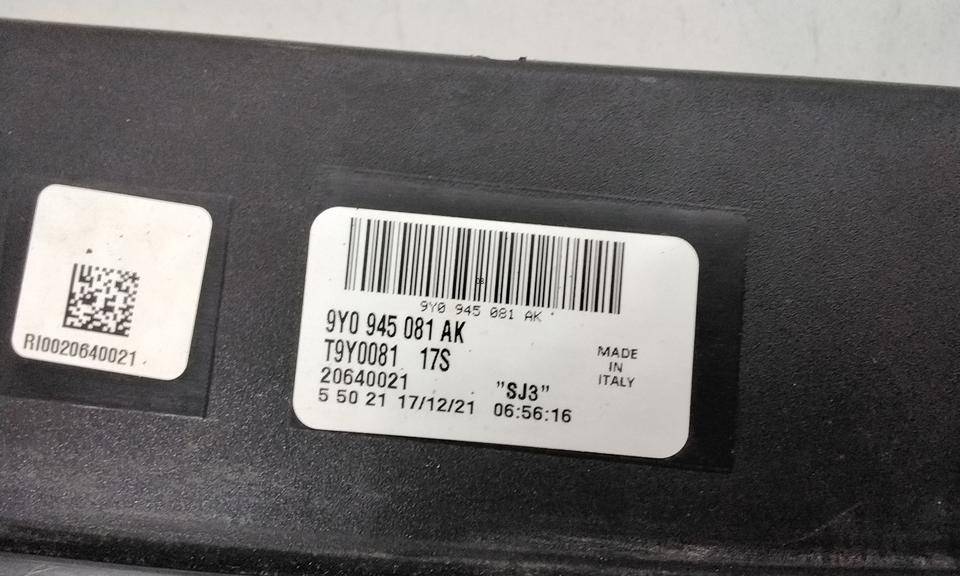 RI0020640021
9Y0 945 081 AK
9Y0 945 081 AK
T9Y0081 17S
20640021 "SJ3"
5 50 21 17/12/21 06:56:16
MADE
IN
ITALY